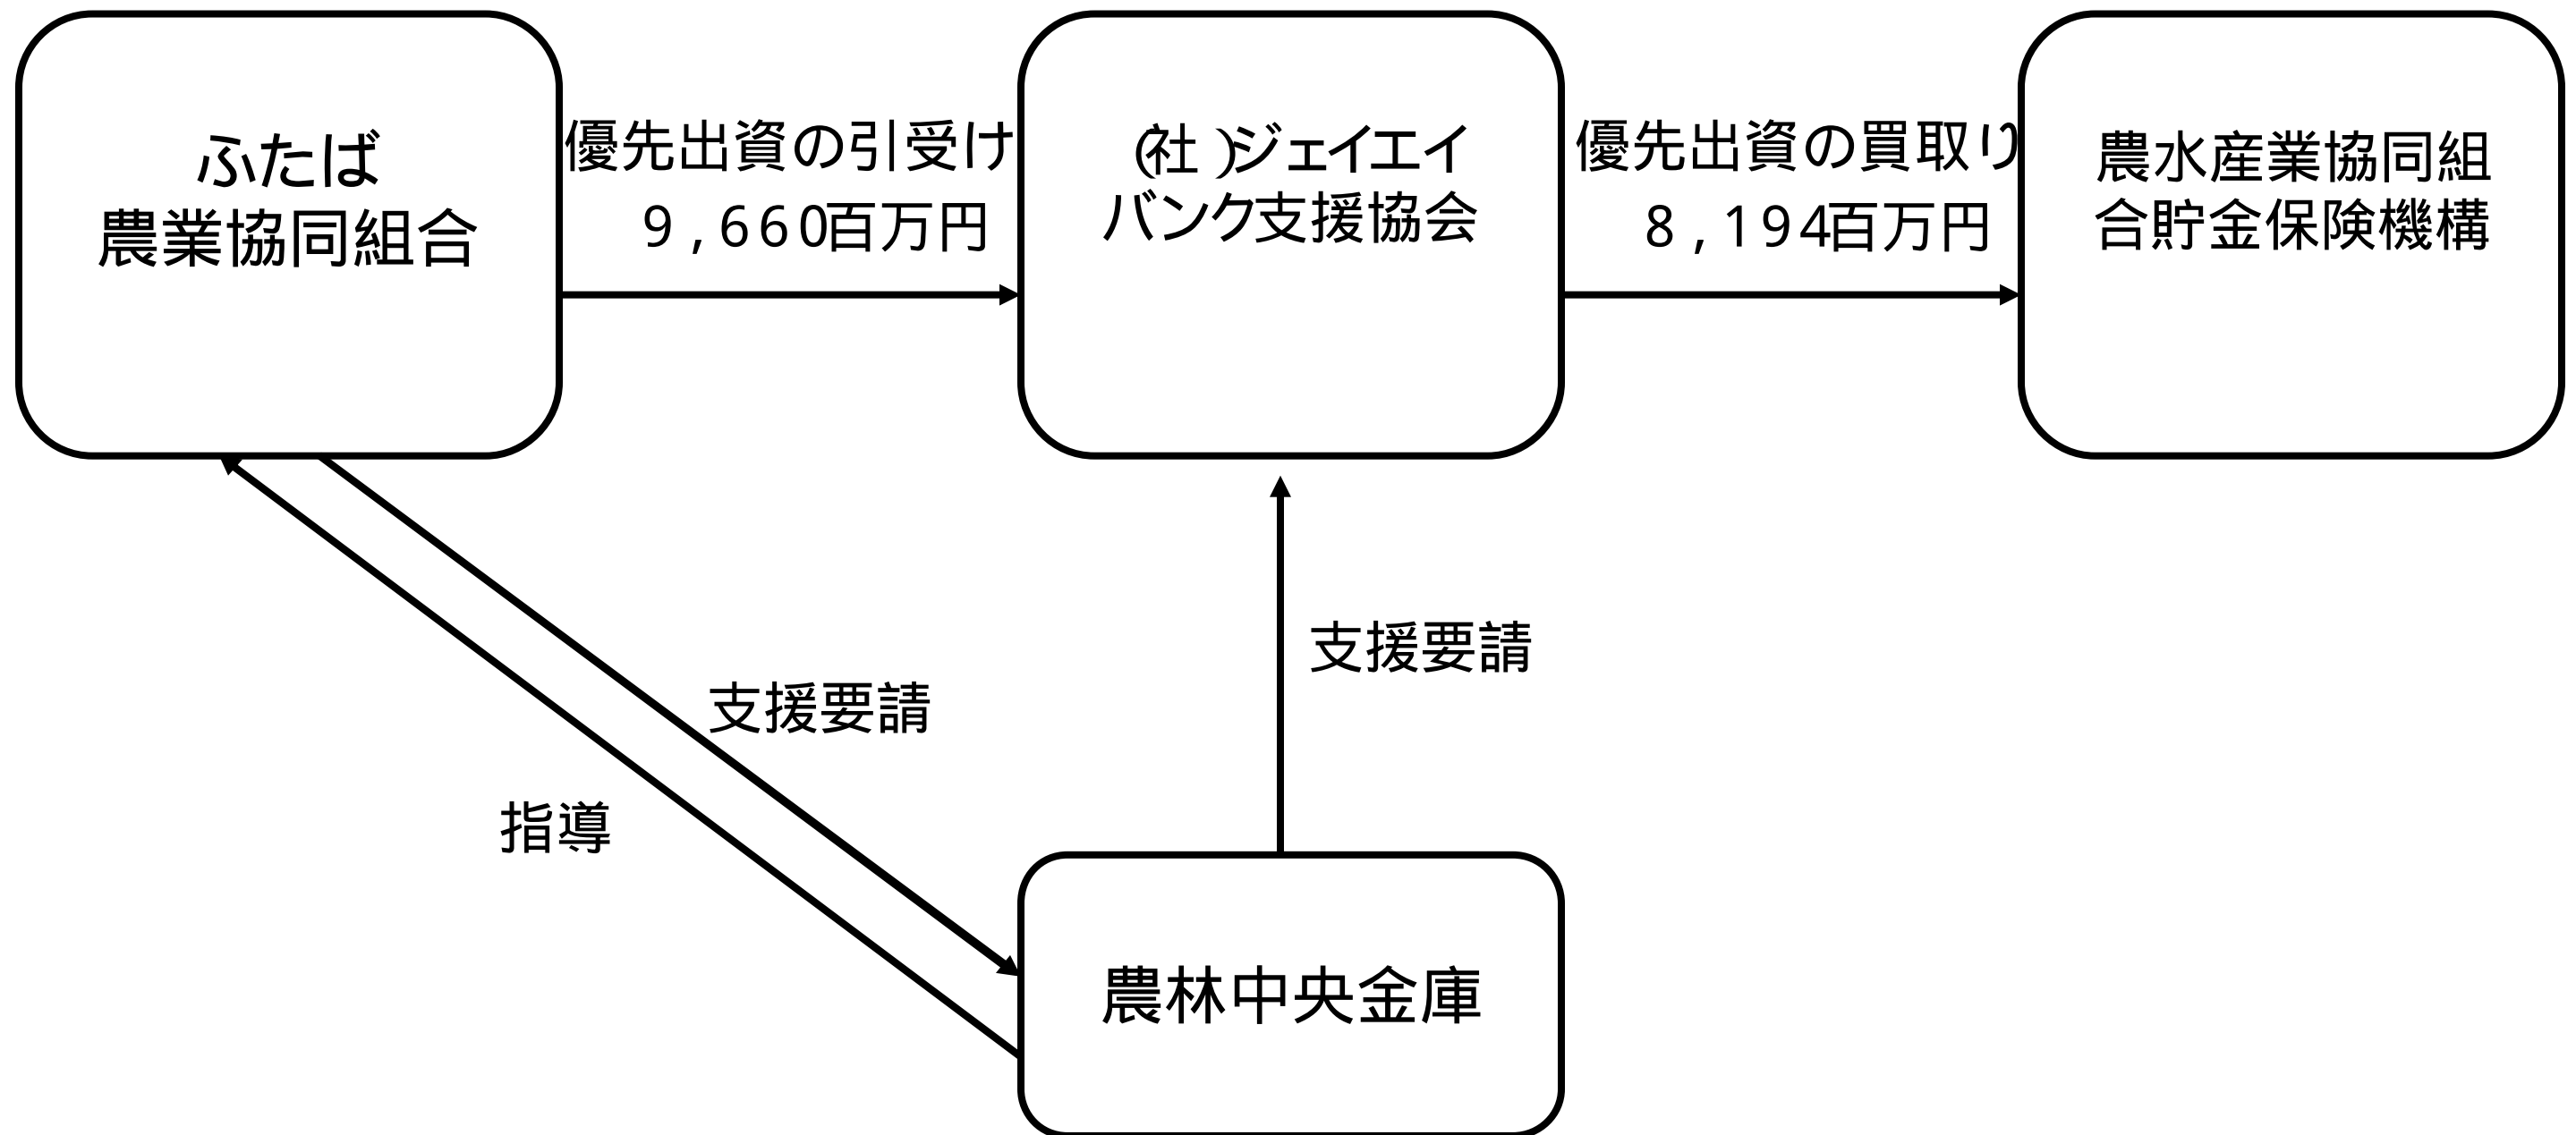 ふたば
農業協同組合
優先出資の引受け
9,660百万円
(社)ジェイエイ
バンク支援協会
優先出資の買取り
8,194百万円
農水産業協同組
合貯金保険機構
支援要請
支援要請
指導
農林中央金庫